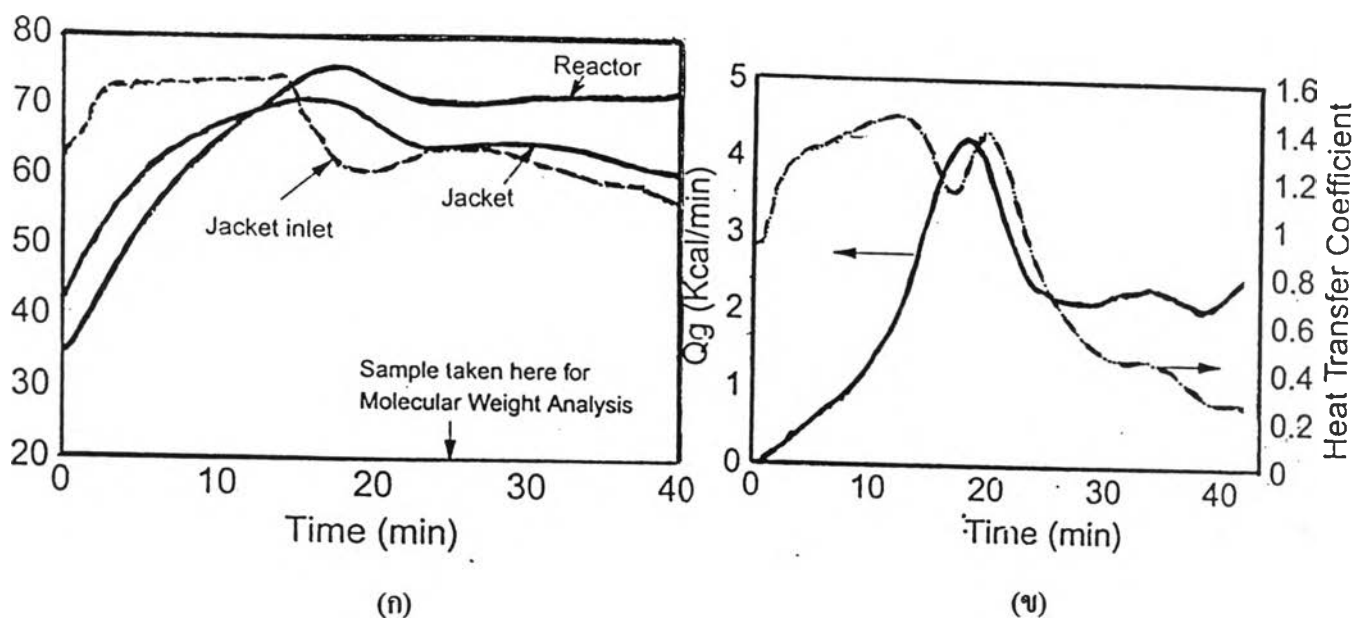 80
70
60
50
40
30
20
0
10
20
30
40
Time (min)
Reactor
Jacket inlet
Jacket
Sample taken here for
Molecular Weight Analysis
(ก)
5
4
3
2
1
0
Qg (Kcal/min)
0
10
20
30
40
Time (min)
1.6
1.4
1.2
1
0.8
0.6
0.4
0.2
0
Heat Transfer Coefficient
(ข)